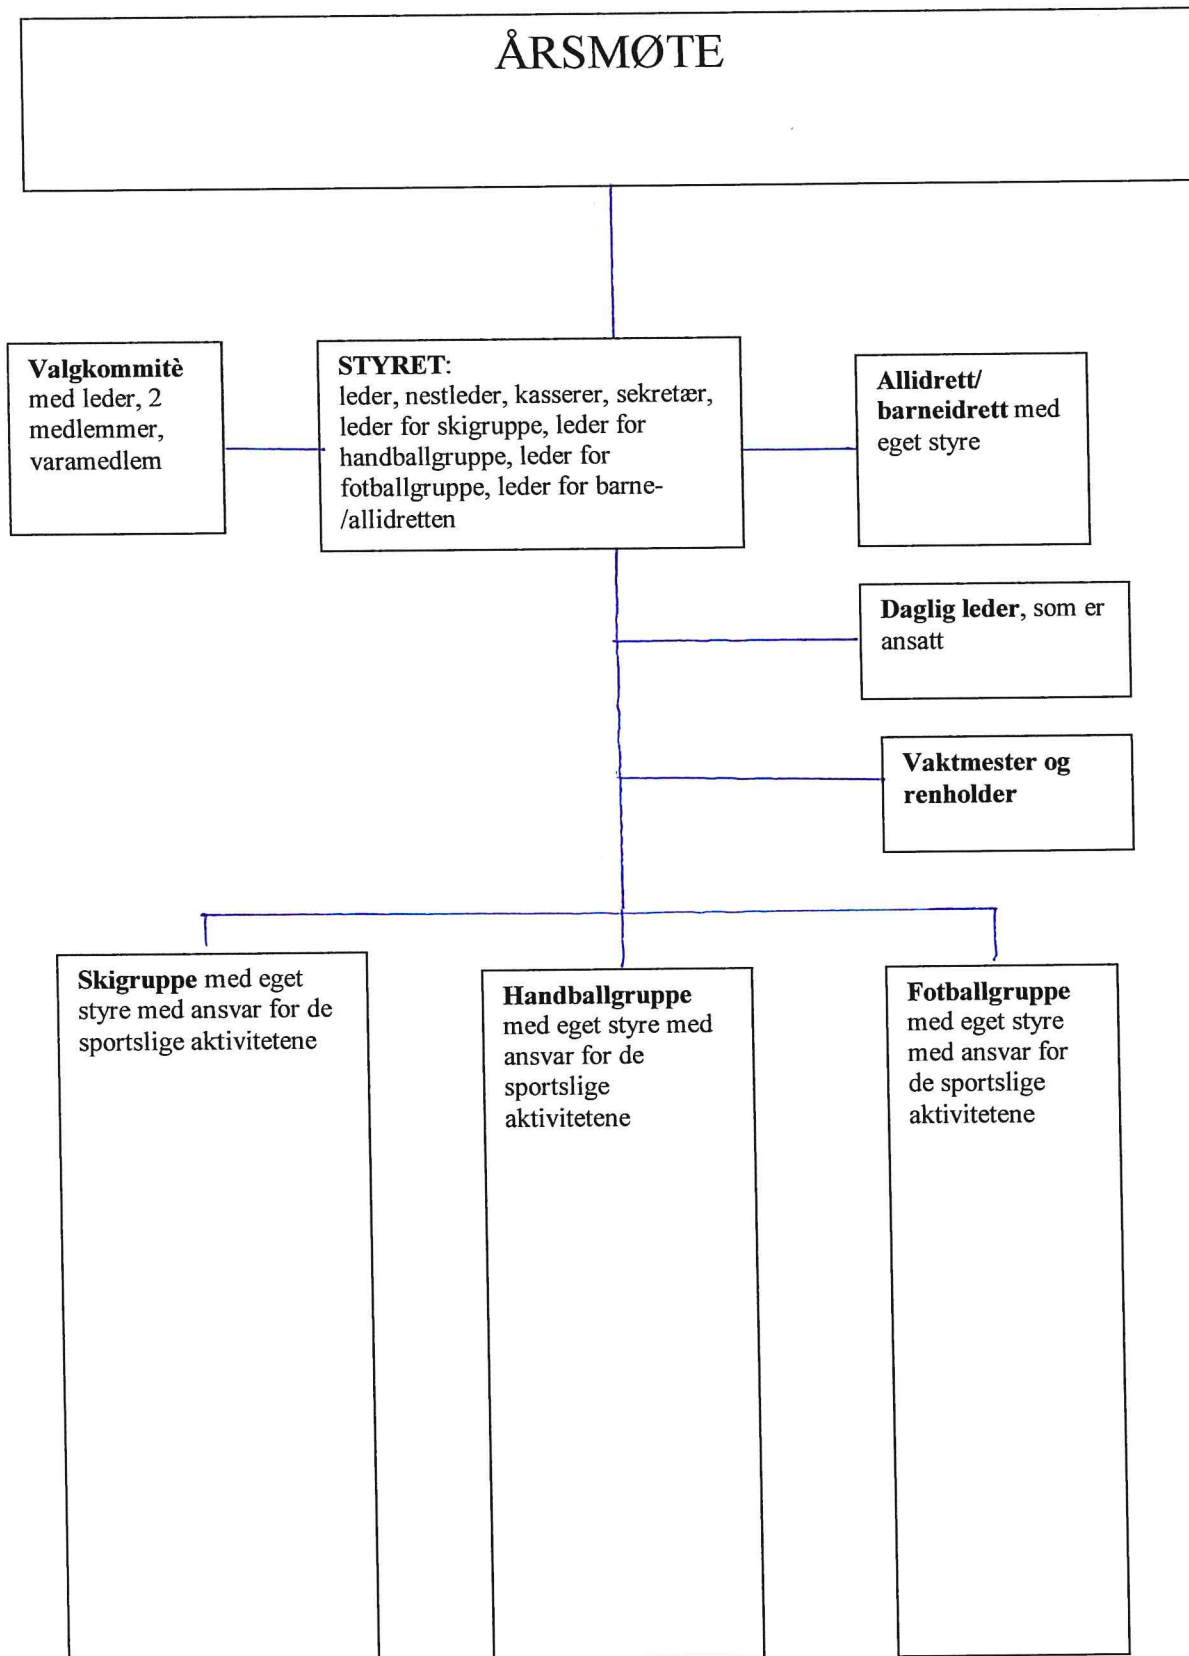 ÅRSMØTE
Valgkommitè
med leder, 2
medlemmer,
varamedlem
STYRET:
leder, nestleder, kasserer, sekretær,
leder for skigruppe, leder for
handballgruppe, leder for
fotballgruppe, leder for barne-
/allidretten
Allidrett/
barneidrett med
eget styre
Daglig leder, som er
ansatt
Vaktmester og
renholder
Skigruppe med eget
styre med ansvar for de
sportslige aktivitetene
Handballgruppe
med eget styre med
ansvar for de
sportslige
aktivitetene
Fotballgruppe
med eget styre
med ansvar for
de sportslige
aktivitetene